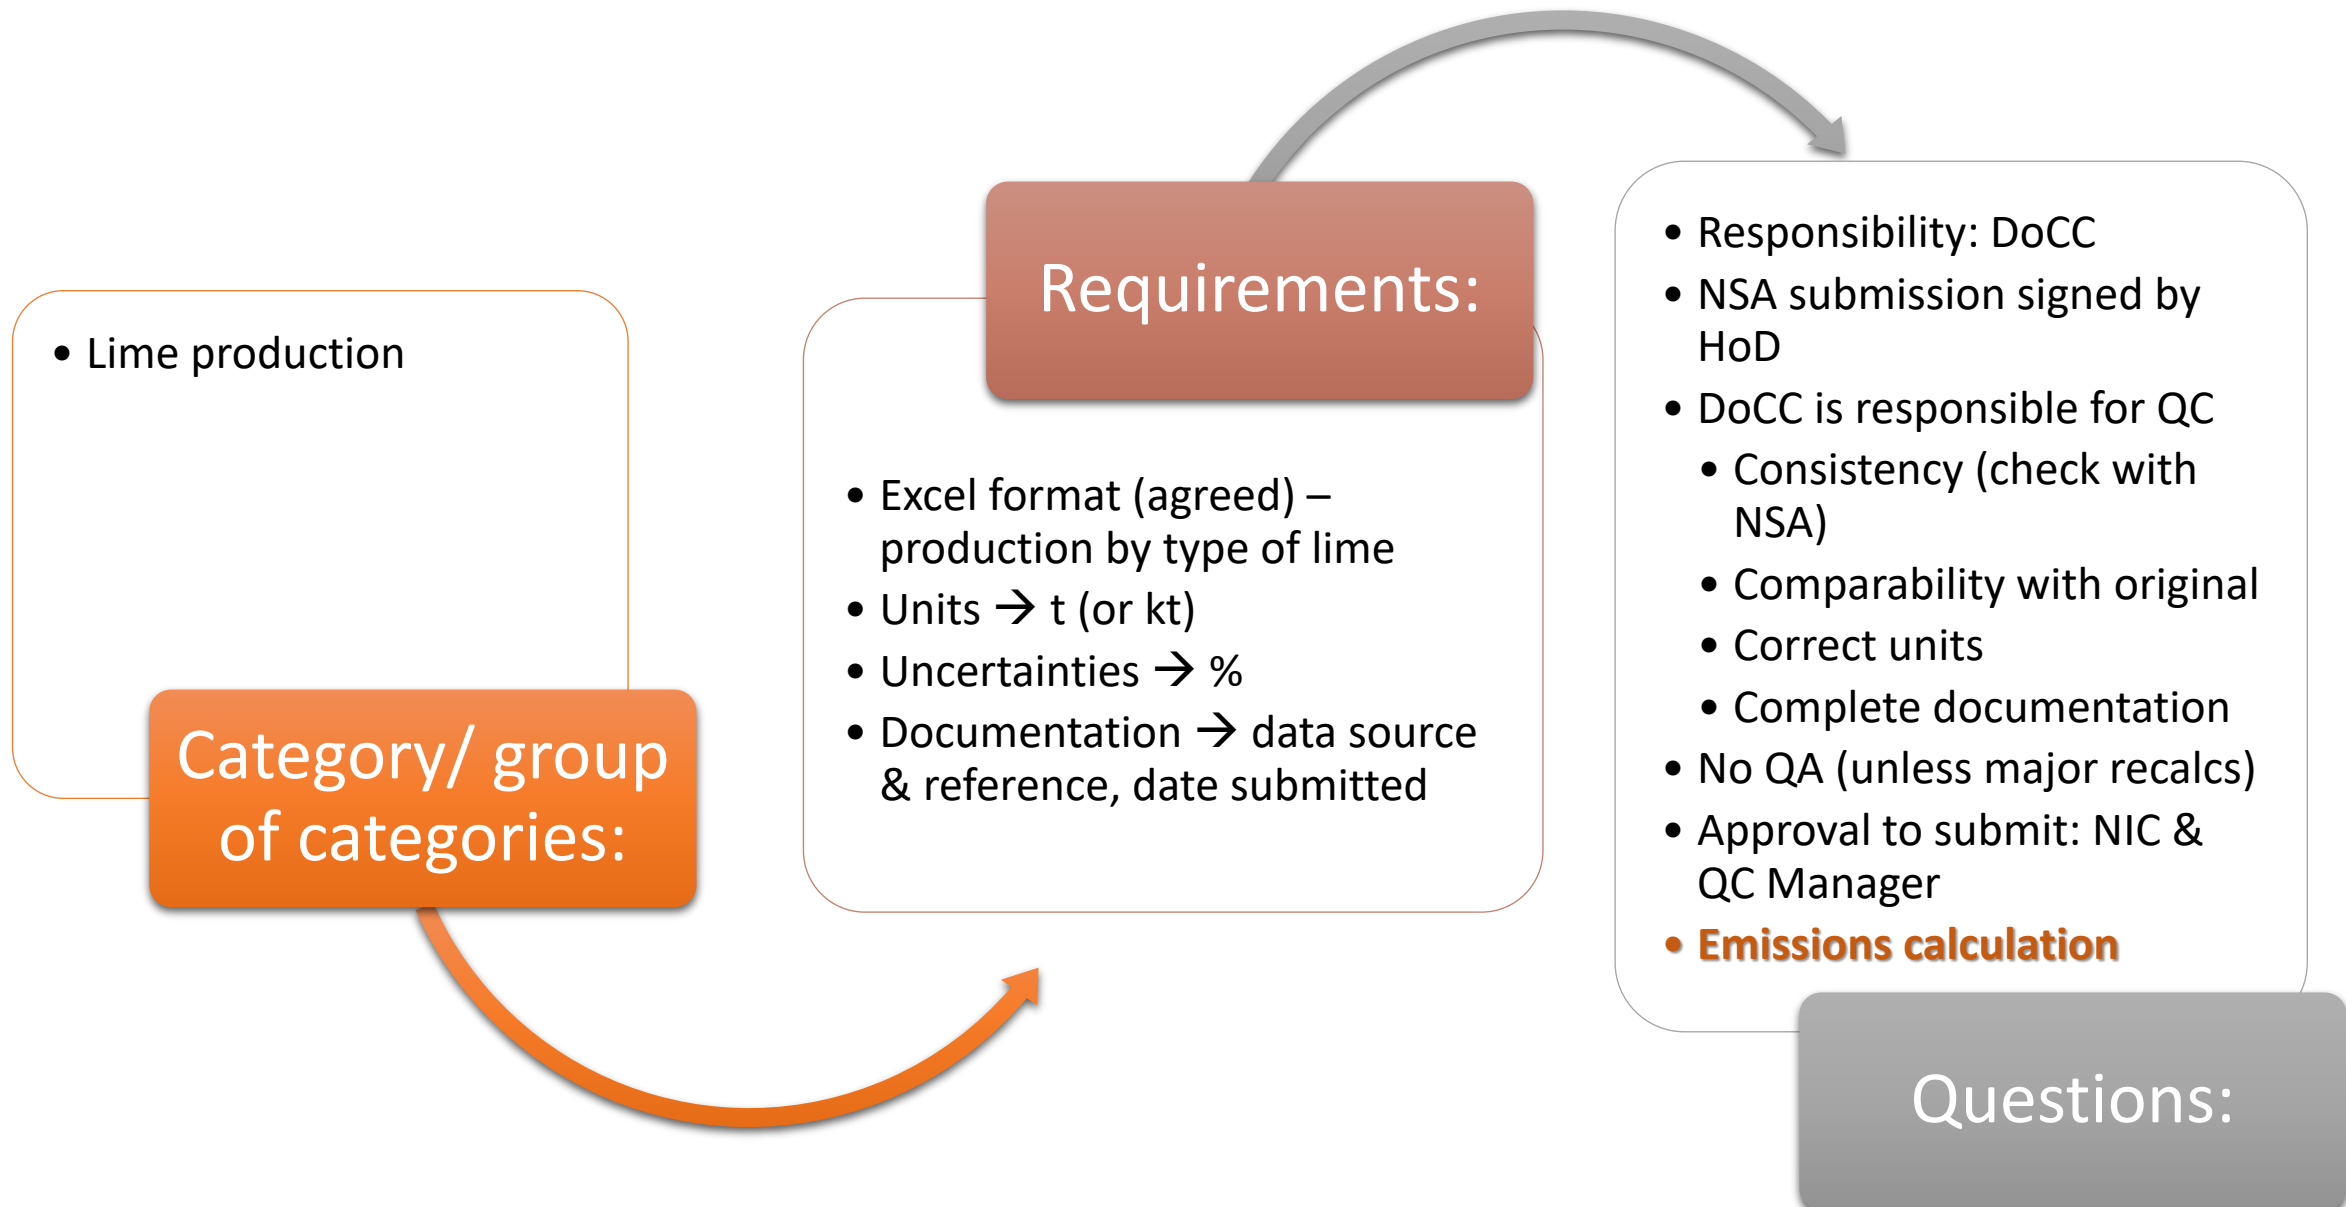 • Lime production
Category/ group
of categories:
Requirements:
• Excel format (agreed) –
production by type of lime
• Units → t (or kt)
• Uncertainties → %
• Documentation → data source
& reference, date submitted
• Responsibility: DoCC
• NSA submission signed by
HoD
• DoCC is responsible for QC
• Consistency (check with
NSA)
• Comparability with original
• Correct units
• Complete documentation
• No QA (unless major recalcs)
• Approval to submit: NIC &
QC Manager
• Emissions calculation
Questions: